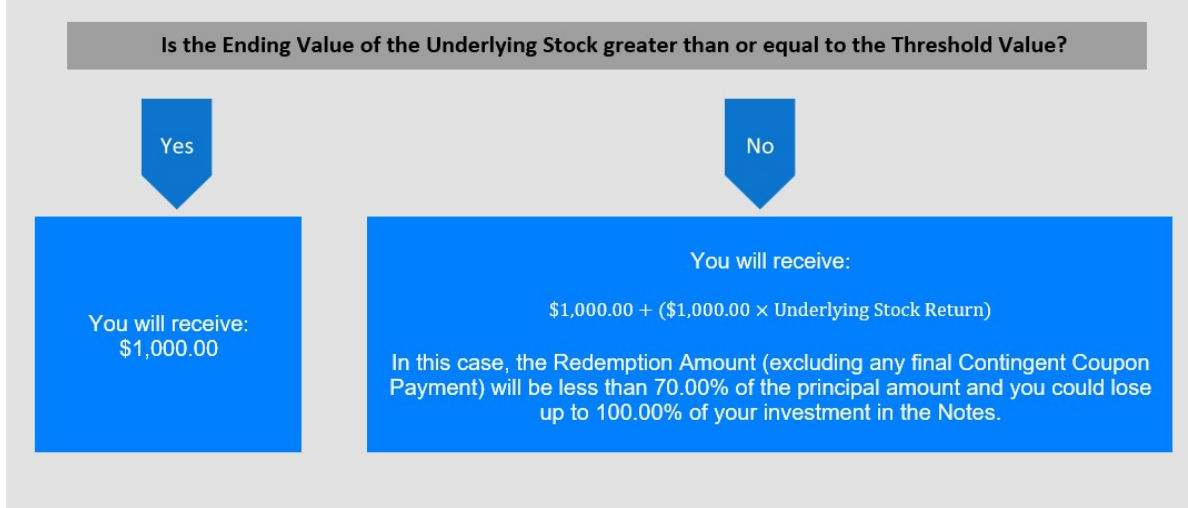 Is the Ending Value of the Underlying Stock greater than or equal to the Threshold Value?
Yes
No
You will receive:
$1,000.00
You will receive:
$1,000.00 + ($1,000.00 × Underlying Stock Return)
In this case, the Redemption Amount (excluding any final Contingent Coupon
Payment) will be less than 70.00% of the principal amount and you could lose
up to 100.00% of your investment in the Notes.